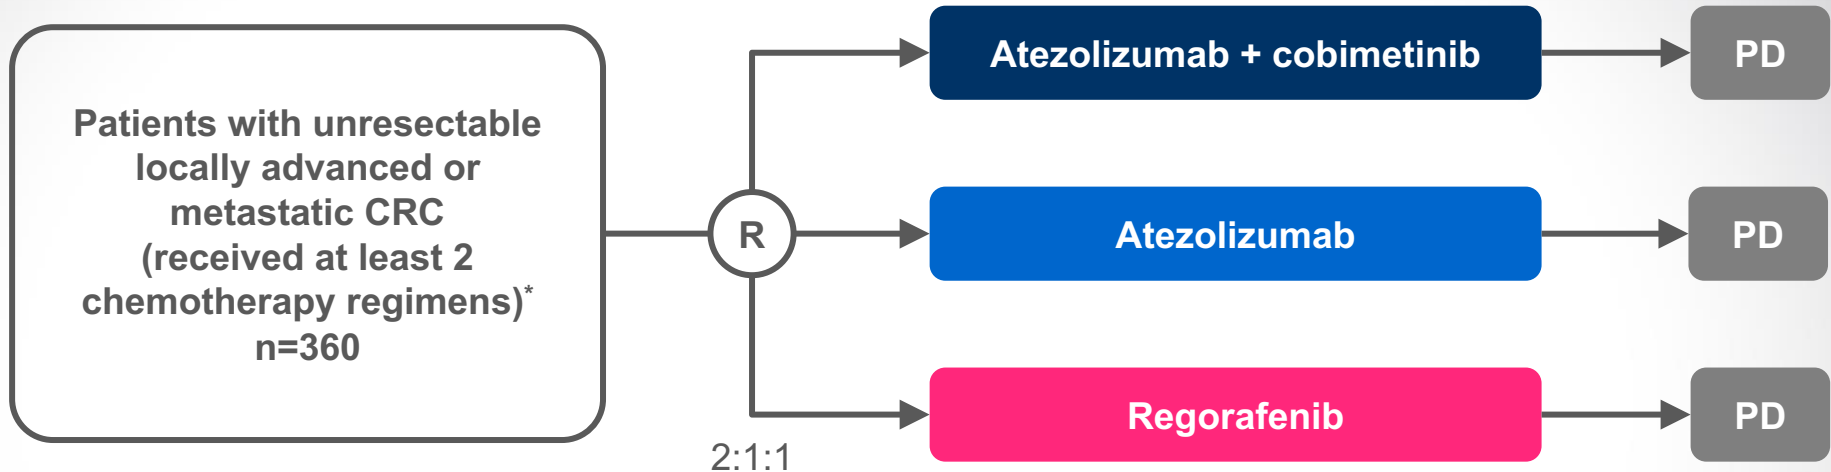 Patients with unresectable
locally advanced or
metastatic CRC
(received at least 2
chemotherapy regimens)*
n=360
R
2:1:1
Atezolizumab + cobimetinib
PD
Atezolizumab
PD
Regorafenib
PD